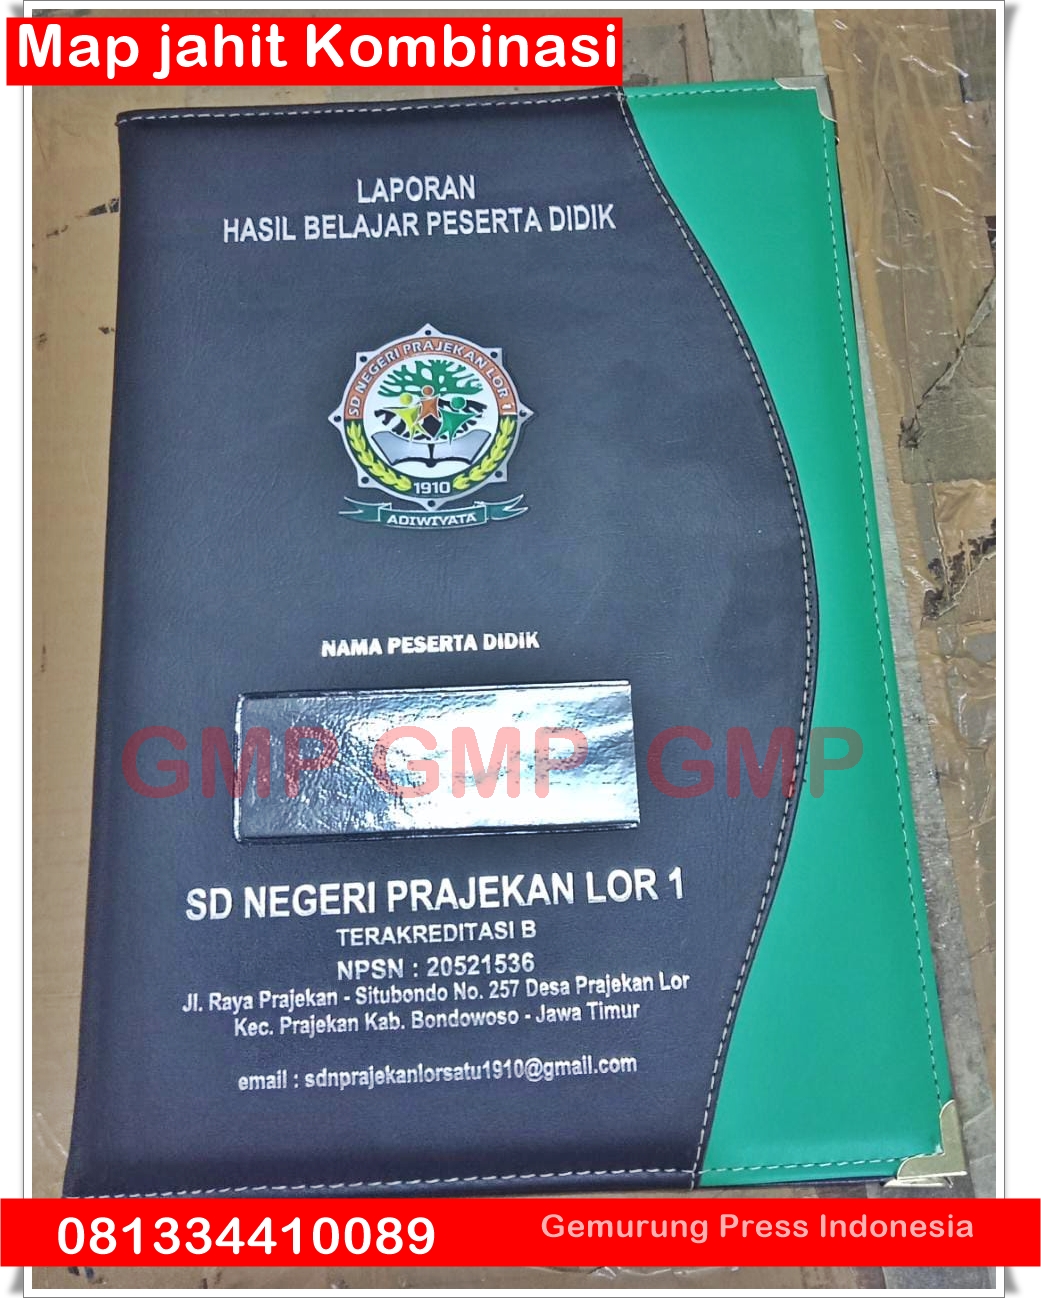 Map jahit Kombinasi
LAPORAN
HASIL BELAJAR PESERTA DIDIK
SD NEGERI PRAJEKAN LOR 1
1910
ADIWIYATA
NAMA PESERTA DIDIK
GMP GMP GMP
SD NEGERI PRAJEKAN LOR 1
TERAKREDITASI B
NPSN : 20521536
Jl. Raya Prajekan - Situbondo No. 257 Desa Prajekan Lor
Kec. Prajekan Kab. Bondowoso - Jawa Timur
email : sdnprajekanlorsatu1910@gmail.com
081334410089
Gemurung Press Indonesia